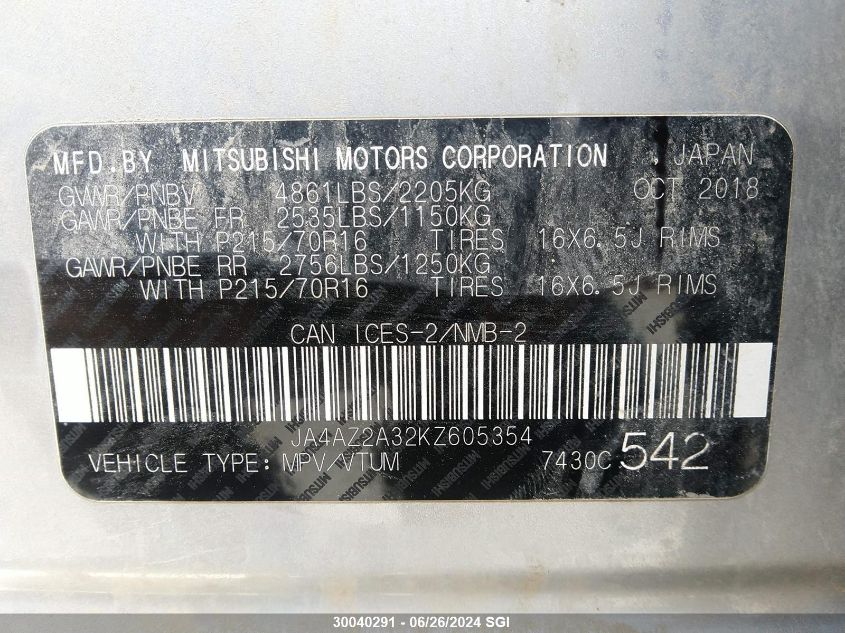 MFD.BY MITSUBISHI MOTORS CORPORATION JAPAN
GVWR/PNBV 4861LBS/2205KG OCT 2018
GAWR/PNBE FR 2535LBS/1150KG
WITH P215/70R16 TIRES 16X6.5J RIMS
GAWR/PNBE RR 2756LBS/1250KG
WITH P215/70R16 TIRES 16X6.5J RIMS
CAN ICES-2/NMB-2
JA4AZ2A32KZ605354
VEHICLE TYPE:MPV/VTUM 7430C 542
30040291 - 06/26/2024 SGI